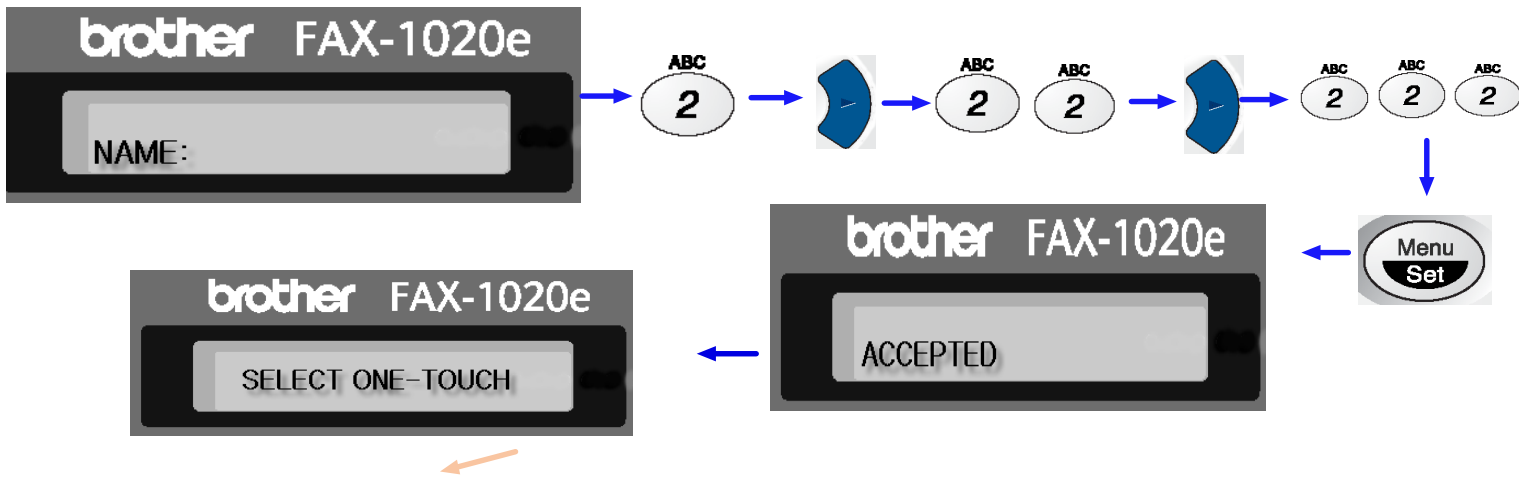 brother FAX-1020e
NAME:
ABC
2
ABC
2
ABC
2
ABC
2
ABC
2
ABC
2
Menu
Set
brother FAX-1020e
ACCEPTED
brother FAX-1020e
SELECT ONE-TOUCH